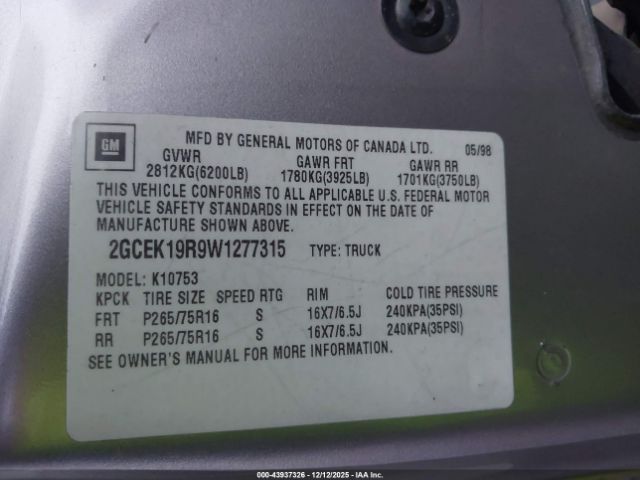 GM
MFD BY GENERAL MOTORS OF CANADA LTD. 05/98
GVWR GAWR FRT GAWR RR
2812KG(6200LB) 1780KG(3925LB) 1701KG(3750LB)
THIS VEHICLE CONFORMS TO ALL APPLICABLE U.S. FEDERAL MOTOR
VEHICLE SAFETY STANDARDS IN EFFECT ON THE DATE OF
MANUFACTURE SHOWN ABOVE.
2GCEK19R9W1277315 TYPE: TRUCK
MODEL: K10753
KPCK TIRE SIZE SPEED RTG RIM COLD TIRE PRESSURE
FRT P265/75R16 S 16X7/6.5J 240KPA(35PSI)
RR P265/75R16 S 16X7/6.5J 240KPA(35PSI)
SEE OWNER'S MANUAL FOR MORE INFORMATION.
000-43937326 - 12/12/2025 - IAA Inc.